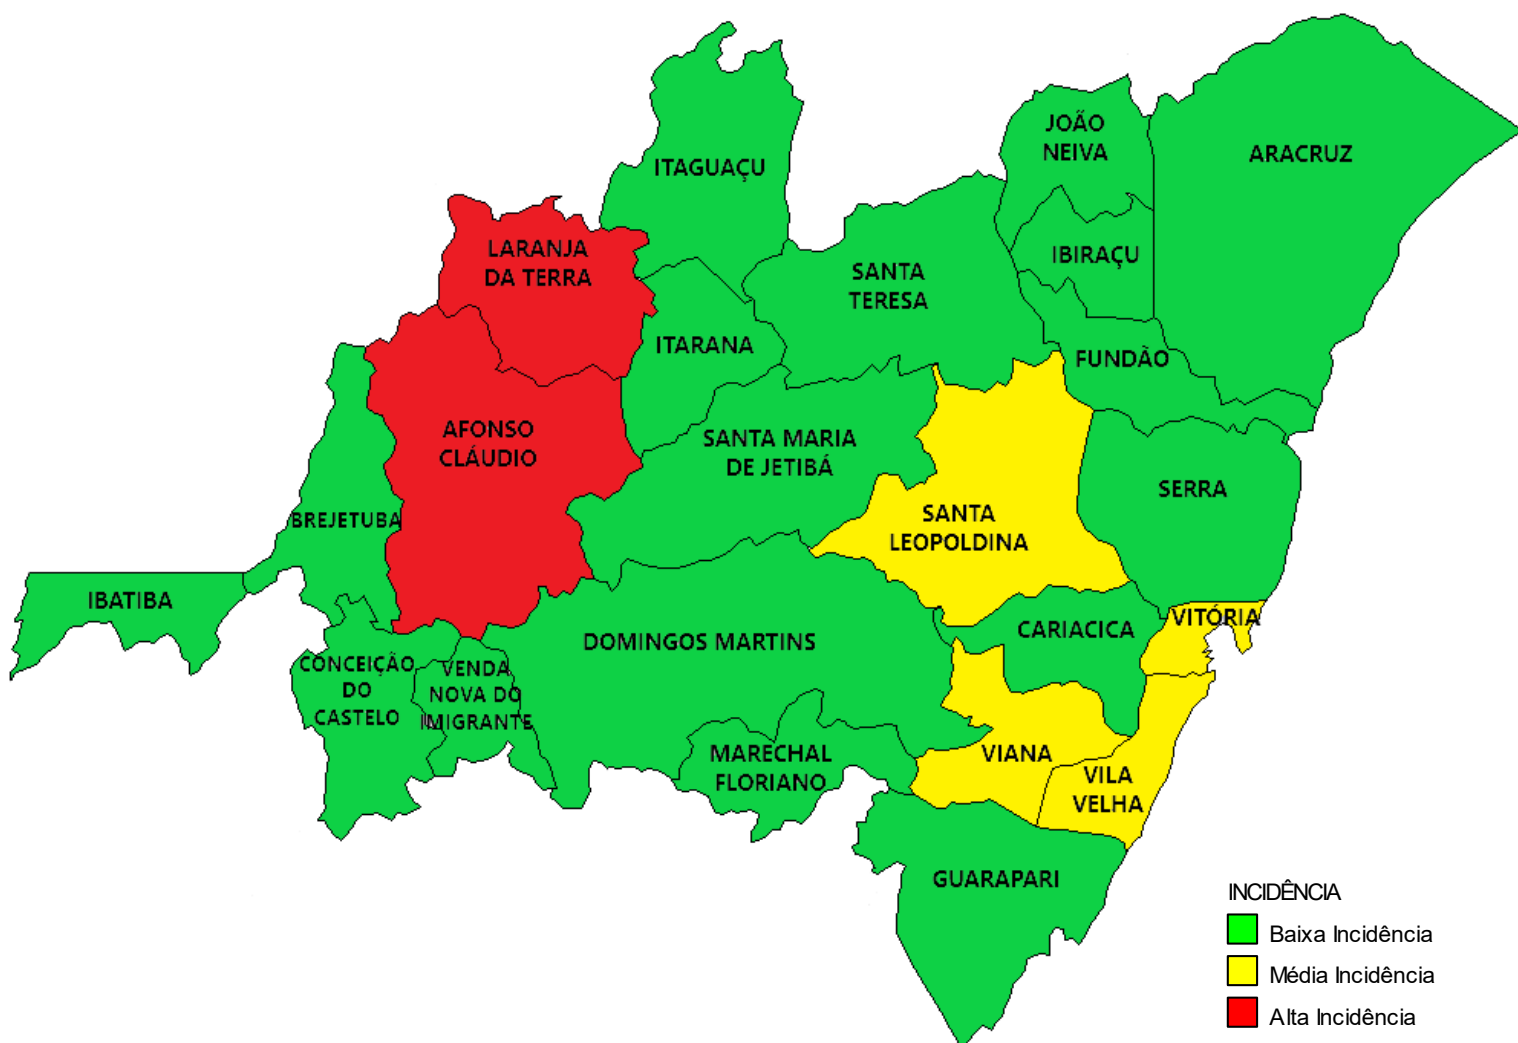 JOÃO
NEIVA
ARACRUZ
ITAGUAÇU
LARANJA
DA TERRA
IBIRAÇU
SANTA
TERESA
ITARANA
FUNDÃO
AFONSO
CLÁUDIO
SANTA MARIA
DE JETIBÁ
SERRA
BREJETUBA
SANTA
LEOPOLDINA
IBATIBA
VITÓRIA
CARIACICA
DOMINGOS MARTINS
CONCEIÇÃO
DO
CASTELO
VENDA
NOVA DO
IMIGRANTE
MARECHAL
FLORIANO
VIANA
VILA
VELHA
GUARAPARI
INCIDÊNCIA
Baixa Incidência
Média Incidência
Alta Incidência